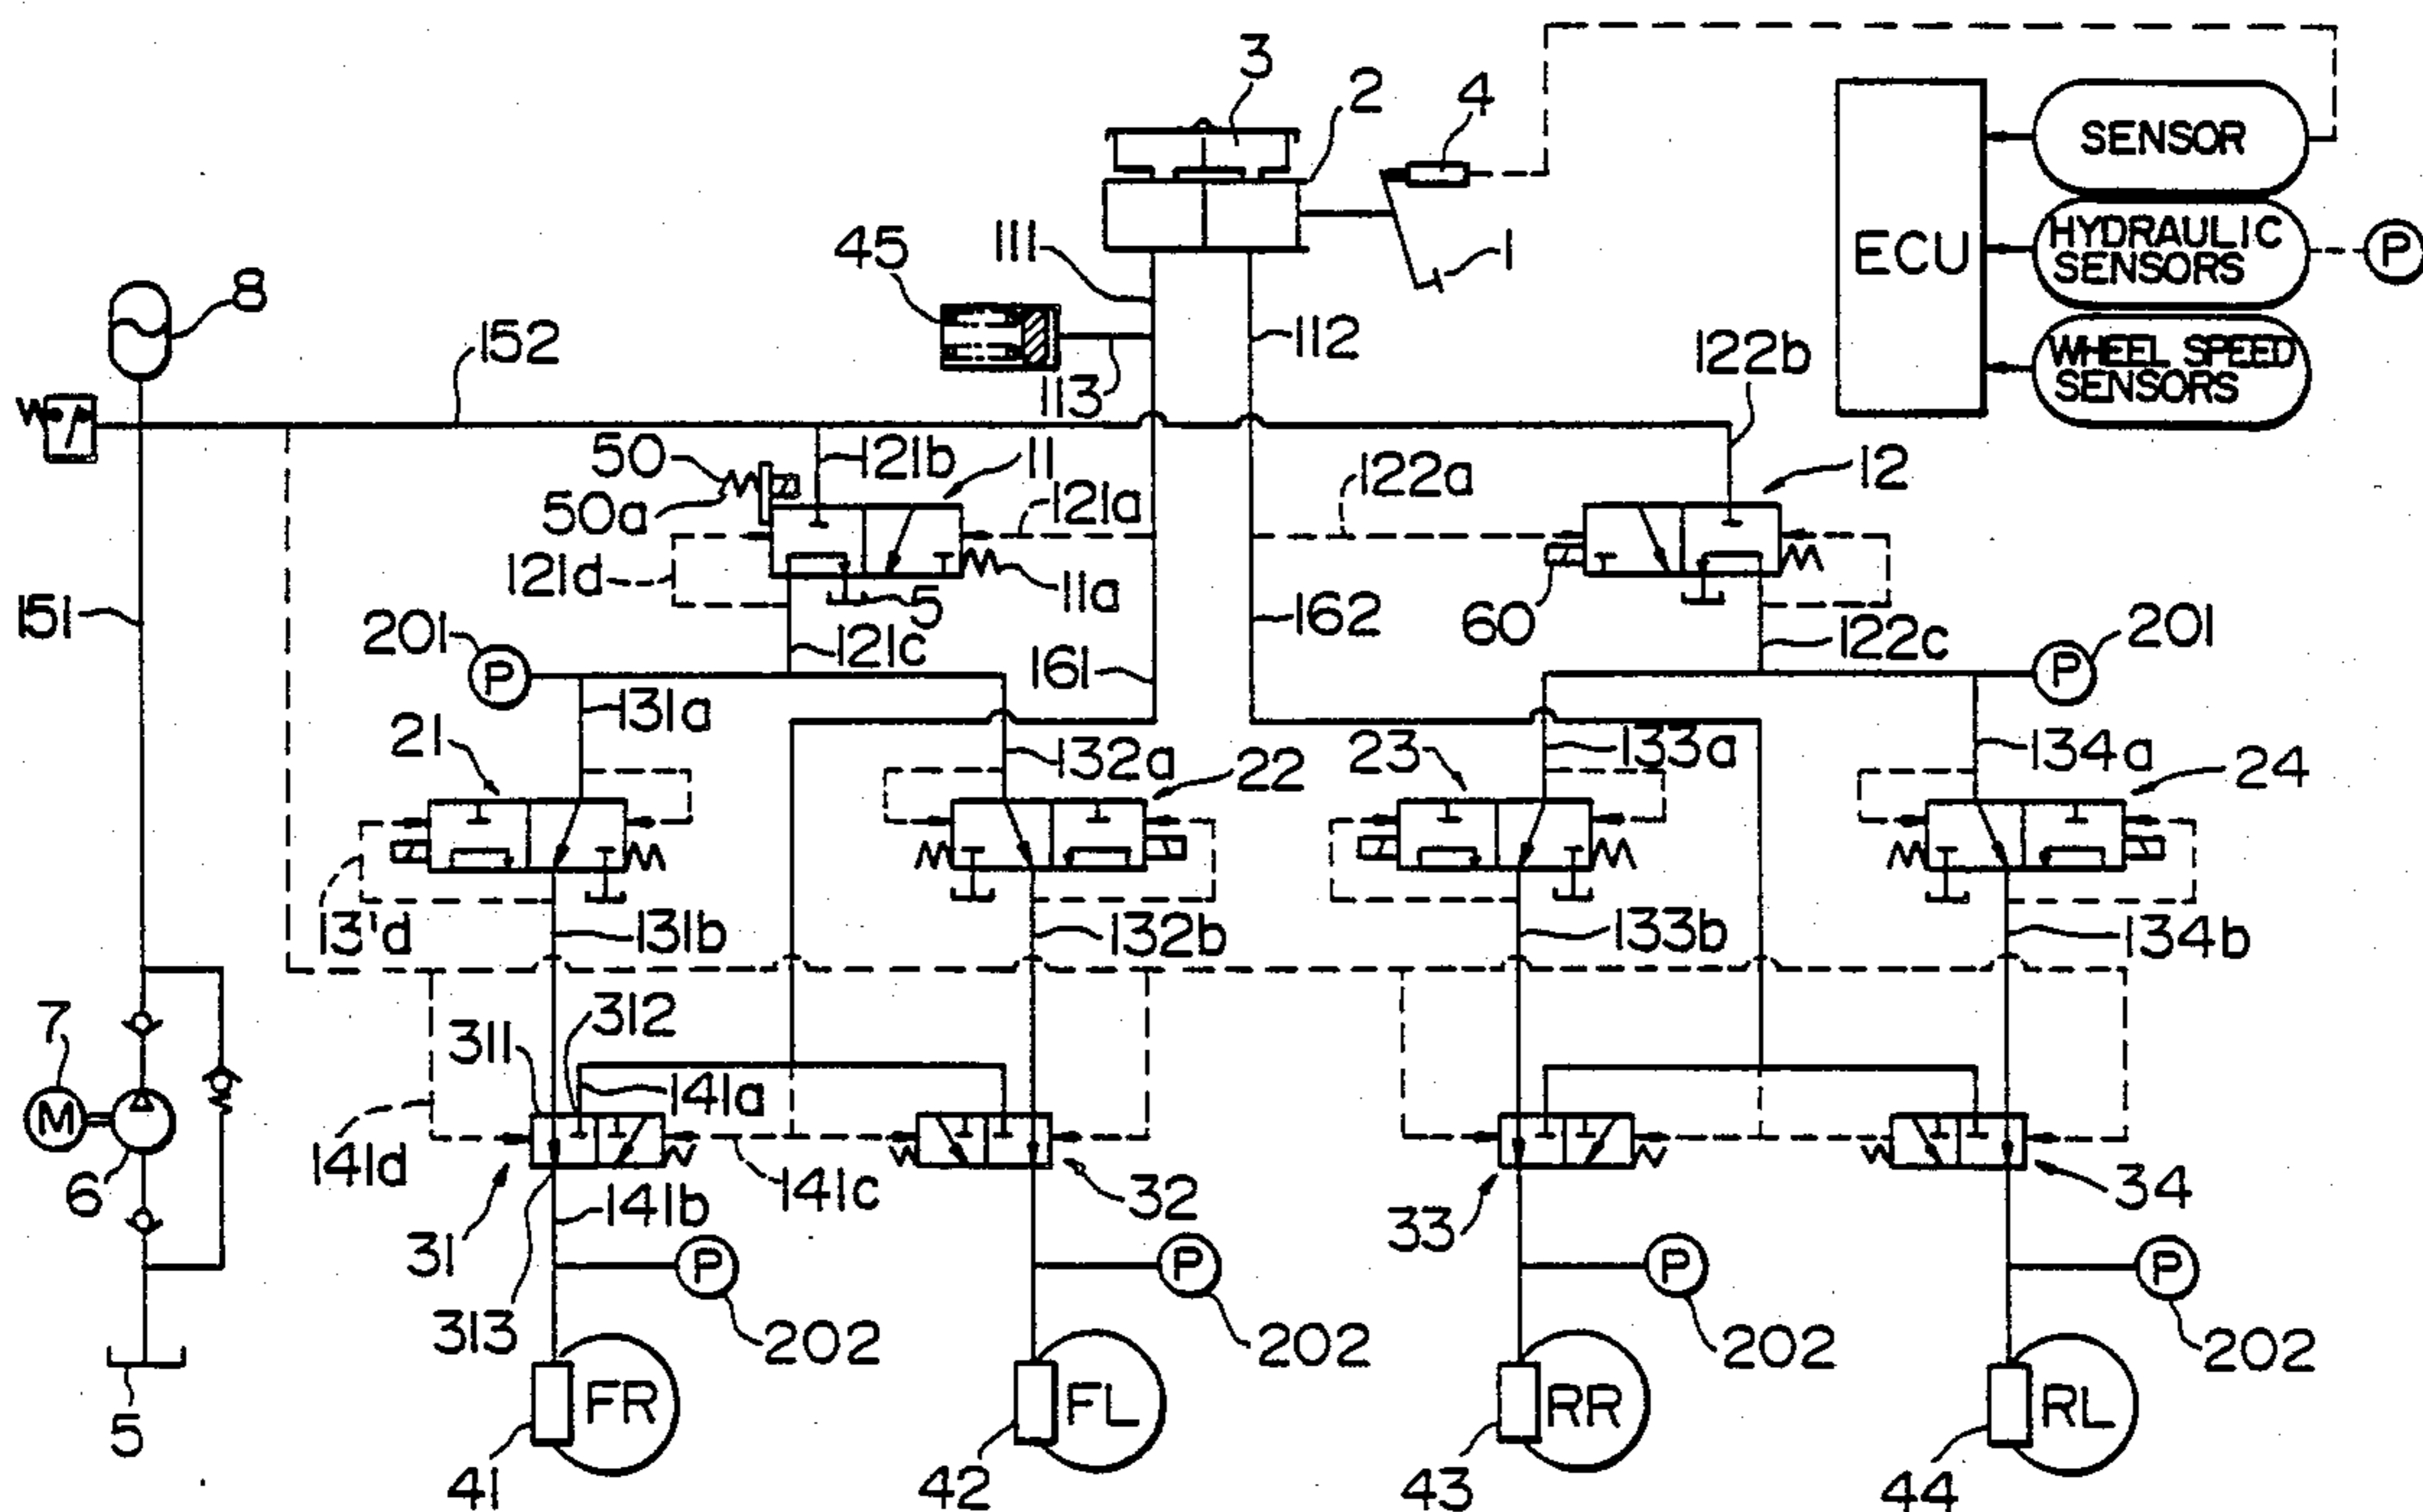 3
2
4
SENSOR
45
111
ECU
HYDRAULIC
SENSORS
P
1
8
152
113
112
122b
WHEEL SPEED
SENSORS
50
121b
11
122a
12
50a
121a
121d
5
11a
151
60
201
121c
161
162
122c
201
P
P
131a
21
132a
22
23
133a
134a
24
13'd
131b
132b
133b
134b
7
311
312
M
141a
6
141d
141c
141b
31
32
33
34
P
P
P
P
313
202
202
202
202
5
FR
FL
RR
RL
41
42
43
44